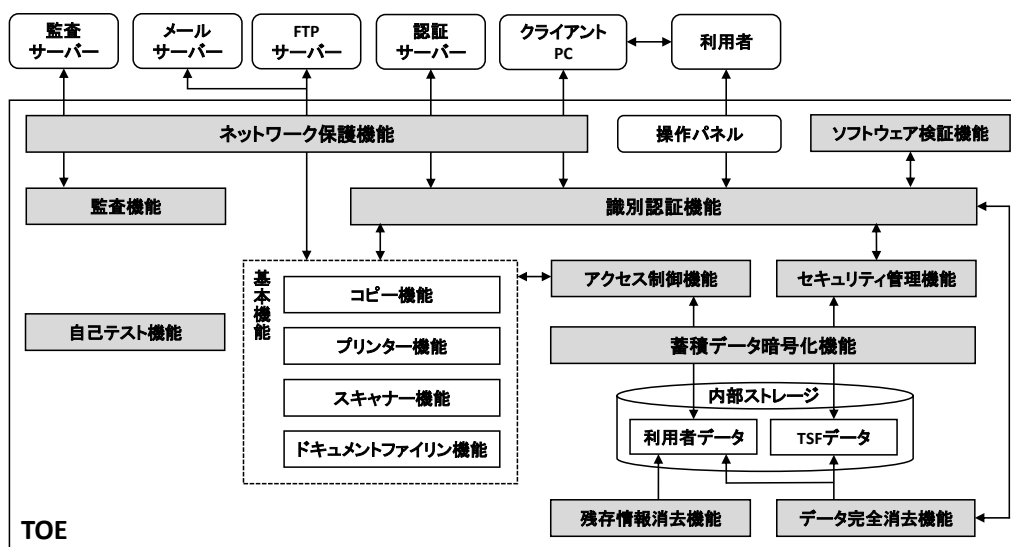 監査
サーバー
メール
サーバー
FTP
サーバー
認証
サーバー
クライアント
PC
利用者
ネットワーク保護機能
操作パネル
ソフトウェア検証機能
監査機能
識別認証機能
基本機能
コピー機能
アクセス制御機能
セキュリティ管理機能
自己テスト機能
プリンター機能
蓄積データ暗号化機能
スキャナー機能
内部ストレージ
利用者データ
TSFデータ
ドキュメントファイリン機能
残存情報消去機能
データ完全消去機能
TOE